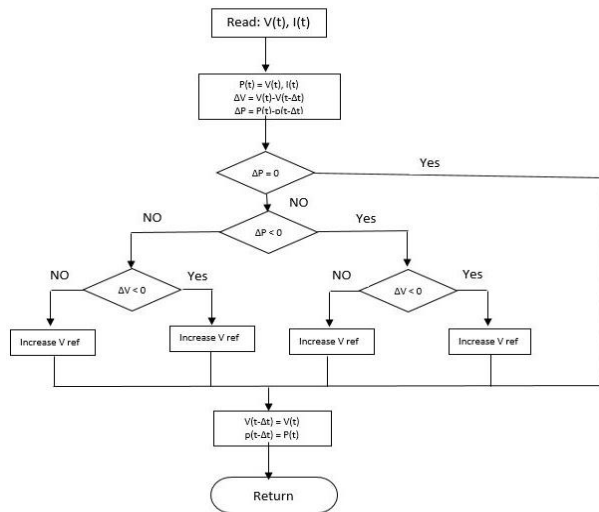 Read: V(t), I(t)
P(t) = V(t), I(t)
ΔV = V(t)-V(t-Δt)
ΔP = P(t)-p(t-Δt)
Yes
ΔP = 0
NO
NO
Yes
ΔP < 0
NO
Yes
NO
Yes
ΔV < 0
ΔV < 0
Increase V ref
Increase V ref
Increase V ref
Increase V ref
V(t-Δt) = V(t)
p(t-Δt) = P(t)
Return